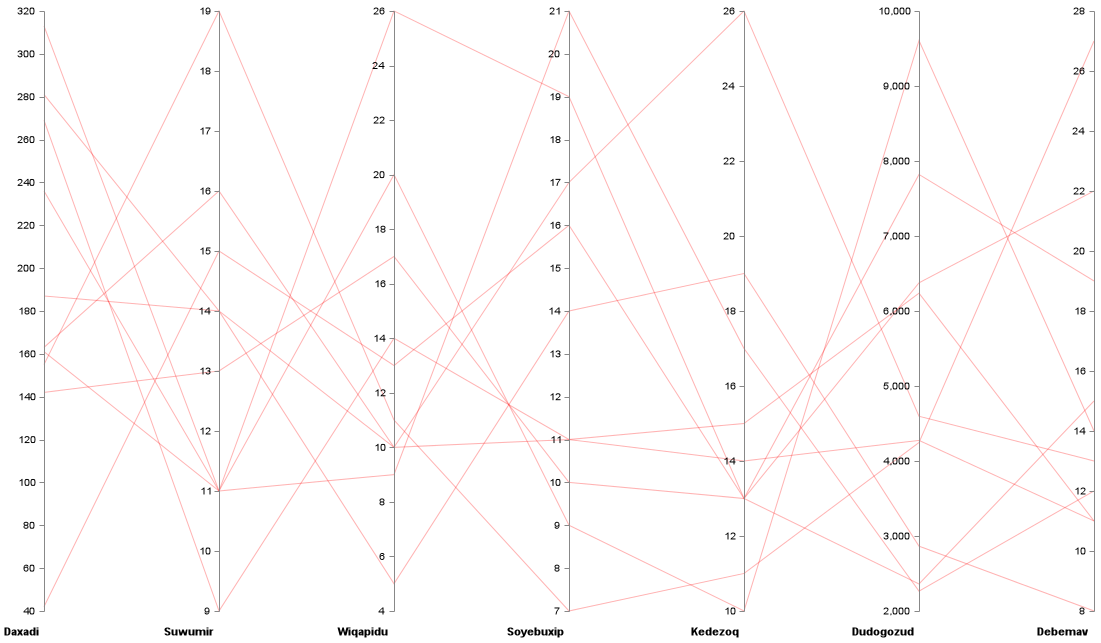 320 19 26 21 26 10,000 28
300 18 24 20 24 9,000 26
280 17 22 19 22 8,000 24
260 16 20 18 20 7,000 22
240 15 18 17 18 6,000 20
220 14 16 16 16 5,000 18
200 13 14 15 14 4,000 16
180 12 12 14 12 3,000 14
160 11 10 13 10 2,000 12
140 10 8 12 10
120 9 6 11 8
100 4 10
80 9
60 8
40 7
Daxadi Suwumir Wiqapidu Soyebuxip Kedezoq Dudogozud Debemav